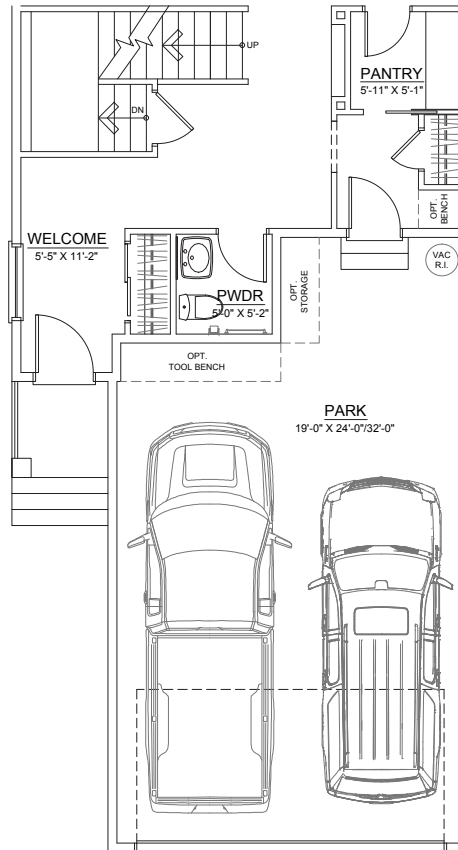 UP
PANTRY
5'-11" X 5'-1"
DN
OPT.
BENCH
WELCOME
5'-5" X 11'-2"
VAC
R.I.
PWDR
5'-0" X 5'-2"
OPT.
STORAGE
OPT.
TOOL BENCH
PARK
19'-0" X 24'-0"/32'-0"